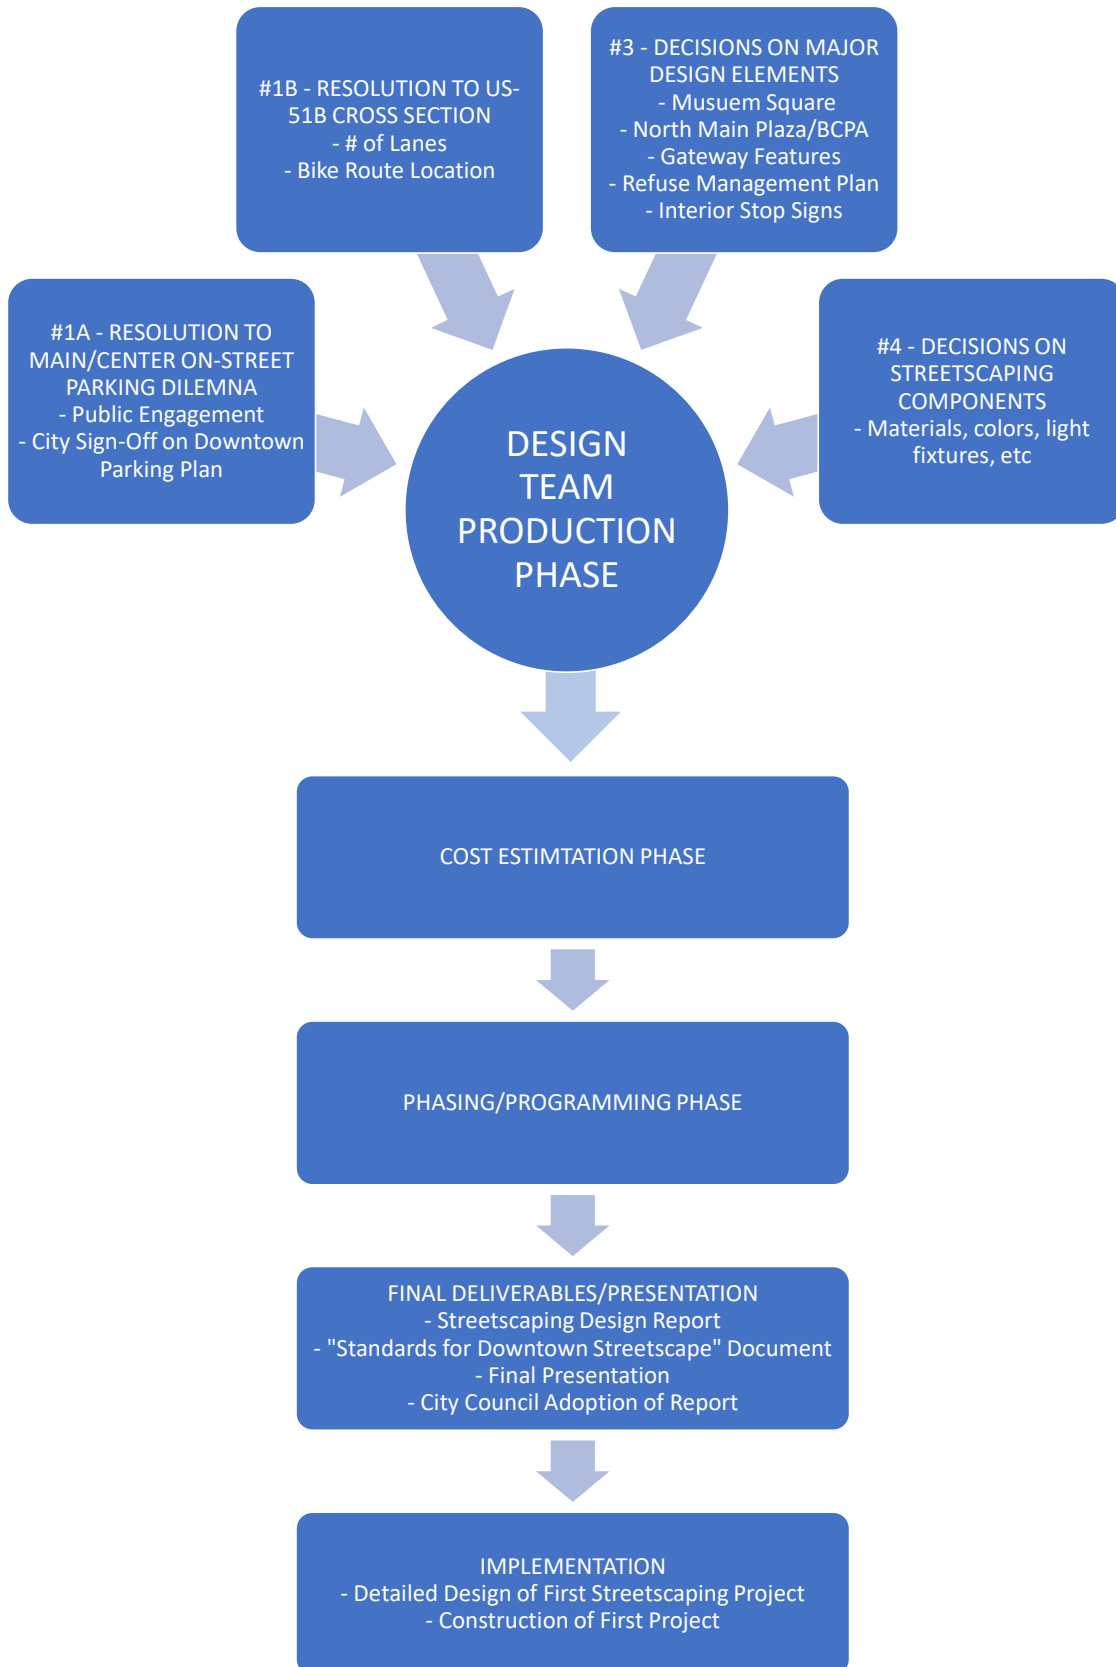 #1B - RESOLUTION TO US-
51B CROSS SECTION
- # of Lanes
- Bike Route Location
#3 - DECISIONS ON MAJOR
DESIGN ELEMENTS
- Musuem Square
- North Main Plaza/BCPA
- Gateway Features
- Refuse Management Plan
- Interior Stop Signs
#1A - RESOLUTION TO
MAIN/CENTER ON-STREET
PARKING DILEMNA
- Public Engagement
- City Sign-Off on Downtown
Parking Plan
#4 - DECISIONS ON
STREETSCAPING
COMPONENTS
- Materials, colors, light
fixtures, etc
DESIGN
TEAM
PRODUCTION
PHASE
COST ESTIMTATION PHASE
PHASING/PROGRAMMING PHASE
FINAL DELIVERABLES/PRESENTATION
- Streetscaping Design Report
- "Standards for Downtown Streetscape" Document
- Final Presentation
- City Council Adoption of Report
IMPLEMENTATION
- Detailed Design of First Streetscaping Project
- Construction of First Project